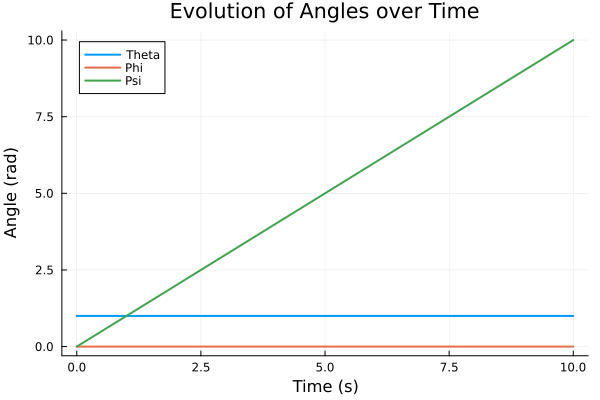 Evolution of Angles over Time
Angle (rad)
10.0
7.5
5.0
2.5
0.0
Theta
Phi
Psi
0.0 2.5 5.0 7.5 10.0
Time (s)